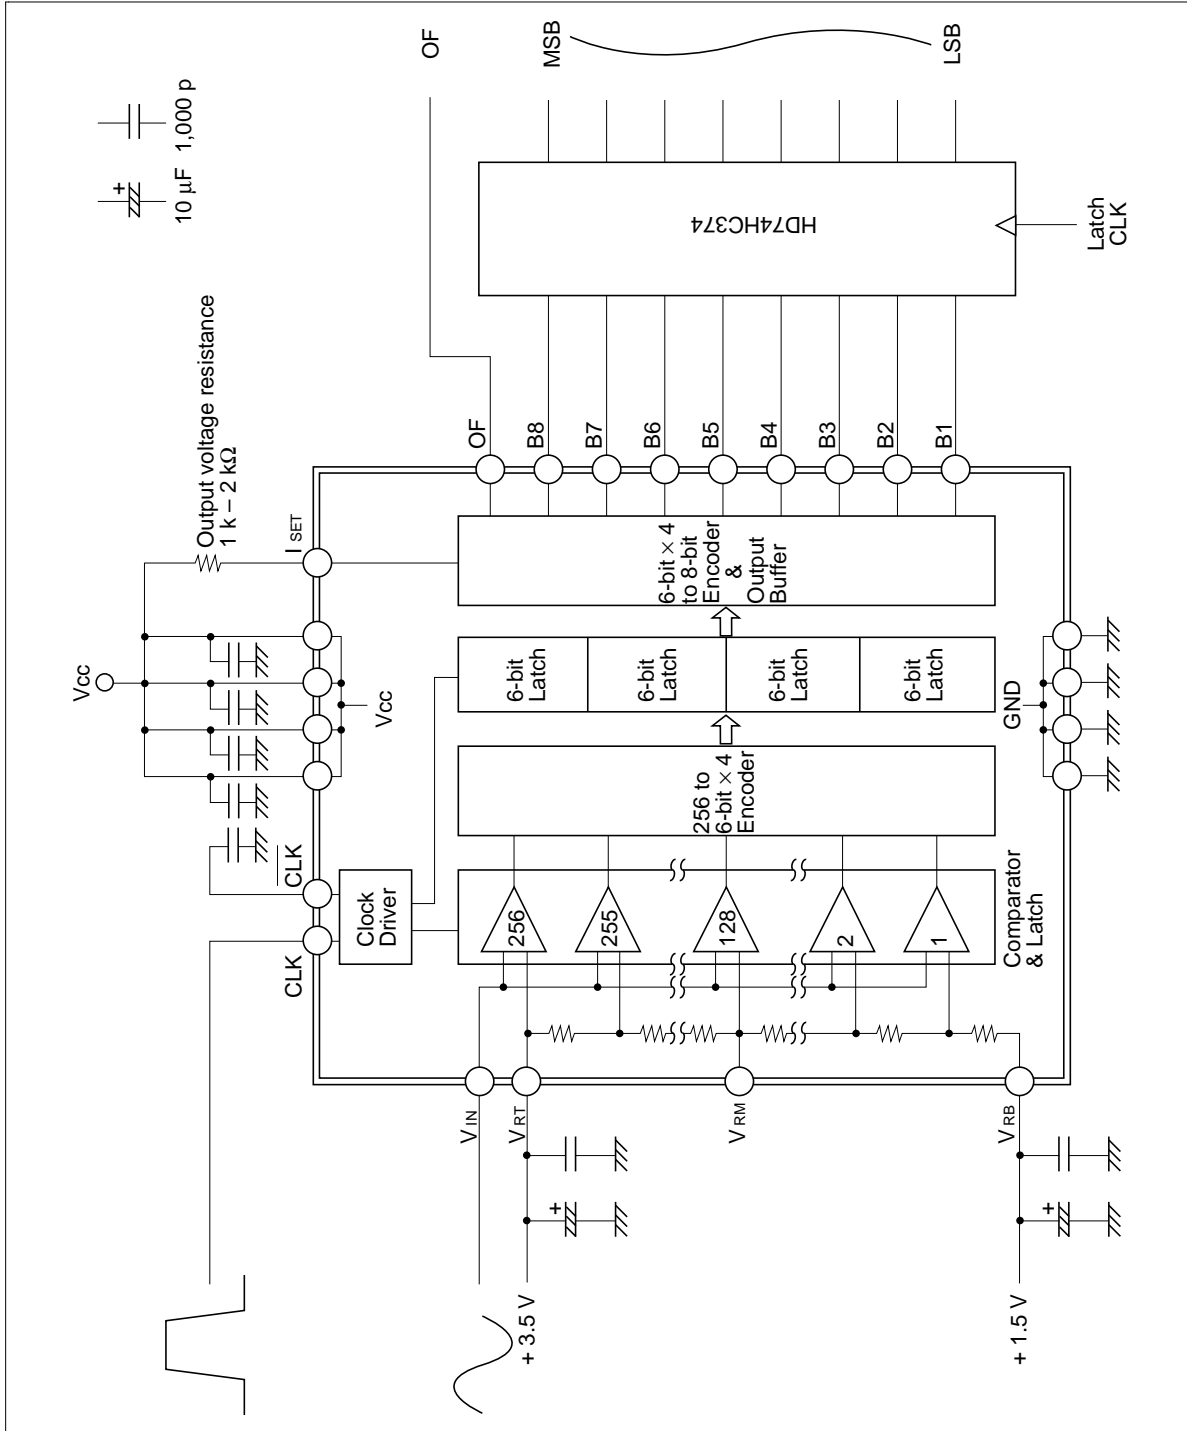 OF
MSB
LSB
10 µF
1,000 p
HD74HC374
Latch
CLK
Output voltage resistance
1 k – 2 kΩ
I SET
Vcc
Vcc
OF
B8
B7
B6
B5
B4
B3
B2
B1
6-bit × 4
to 8-bit
Encoder
&
Output
Buffer
6-bit
Latch
6-bit
Latch
6-bit
Latch
6-bit
Latch
GND
256 to
6-bit × 4
Encoder
CLK
CLK
Clock
Driver
256
255
128
2
1
Comparator
& Latch
V IN
V RT
V RM
V RB
+ 3.5 V
+ 1.5 V
+
+
+